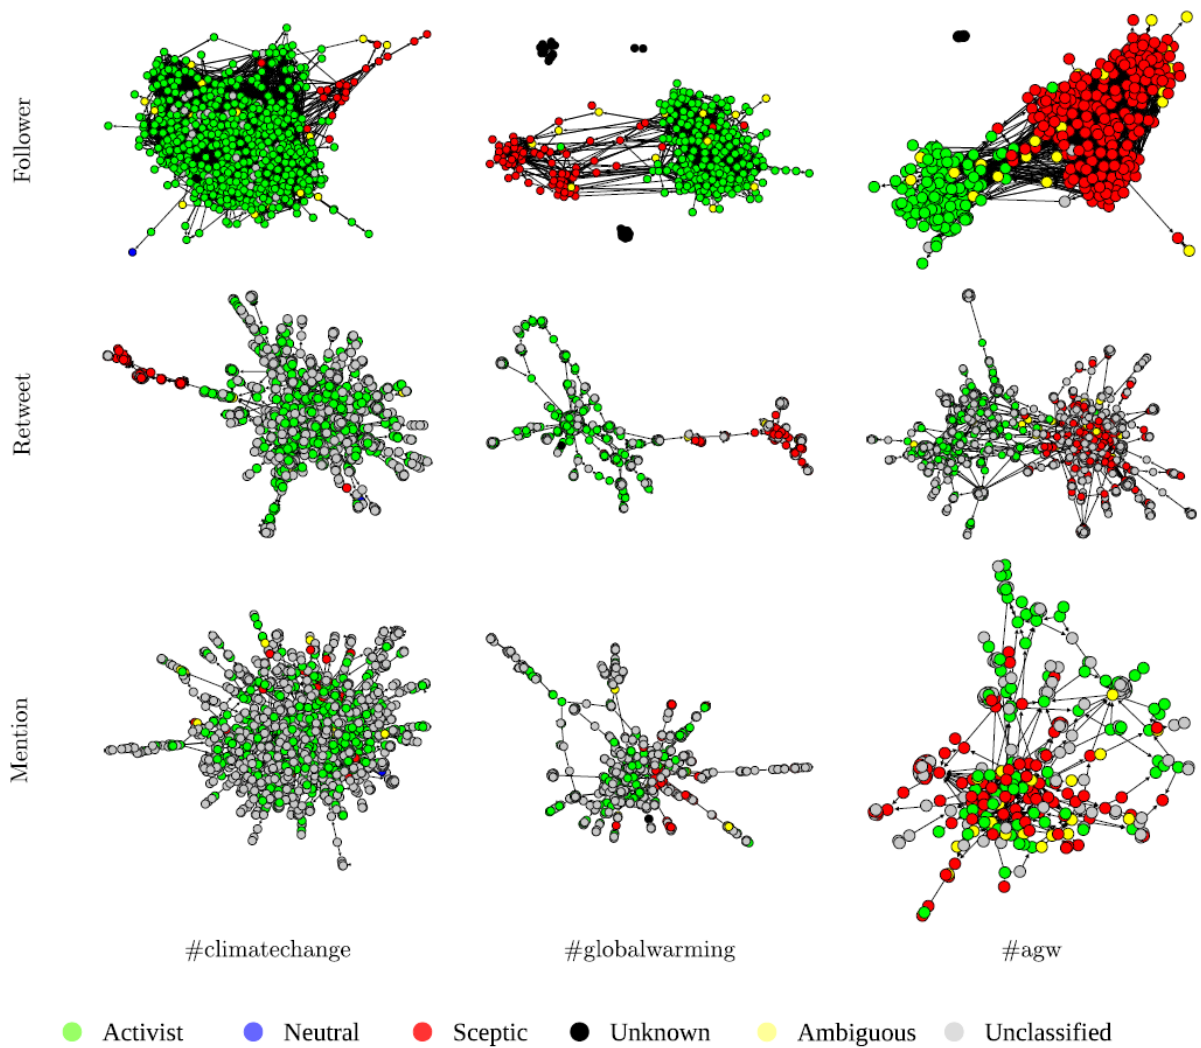 Follower
Retweet
Mention
#climatechange #globalwarming #agw
Activist Neutral Sceptic Unknown Ambiguous Unclassified